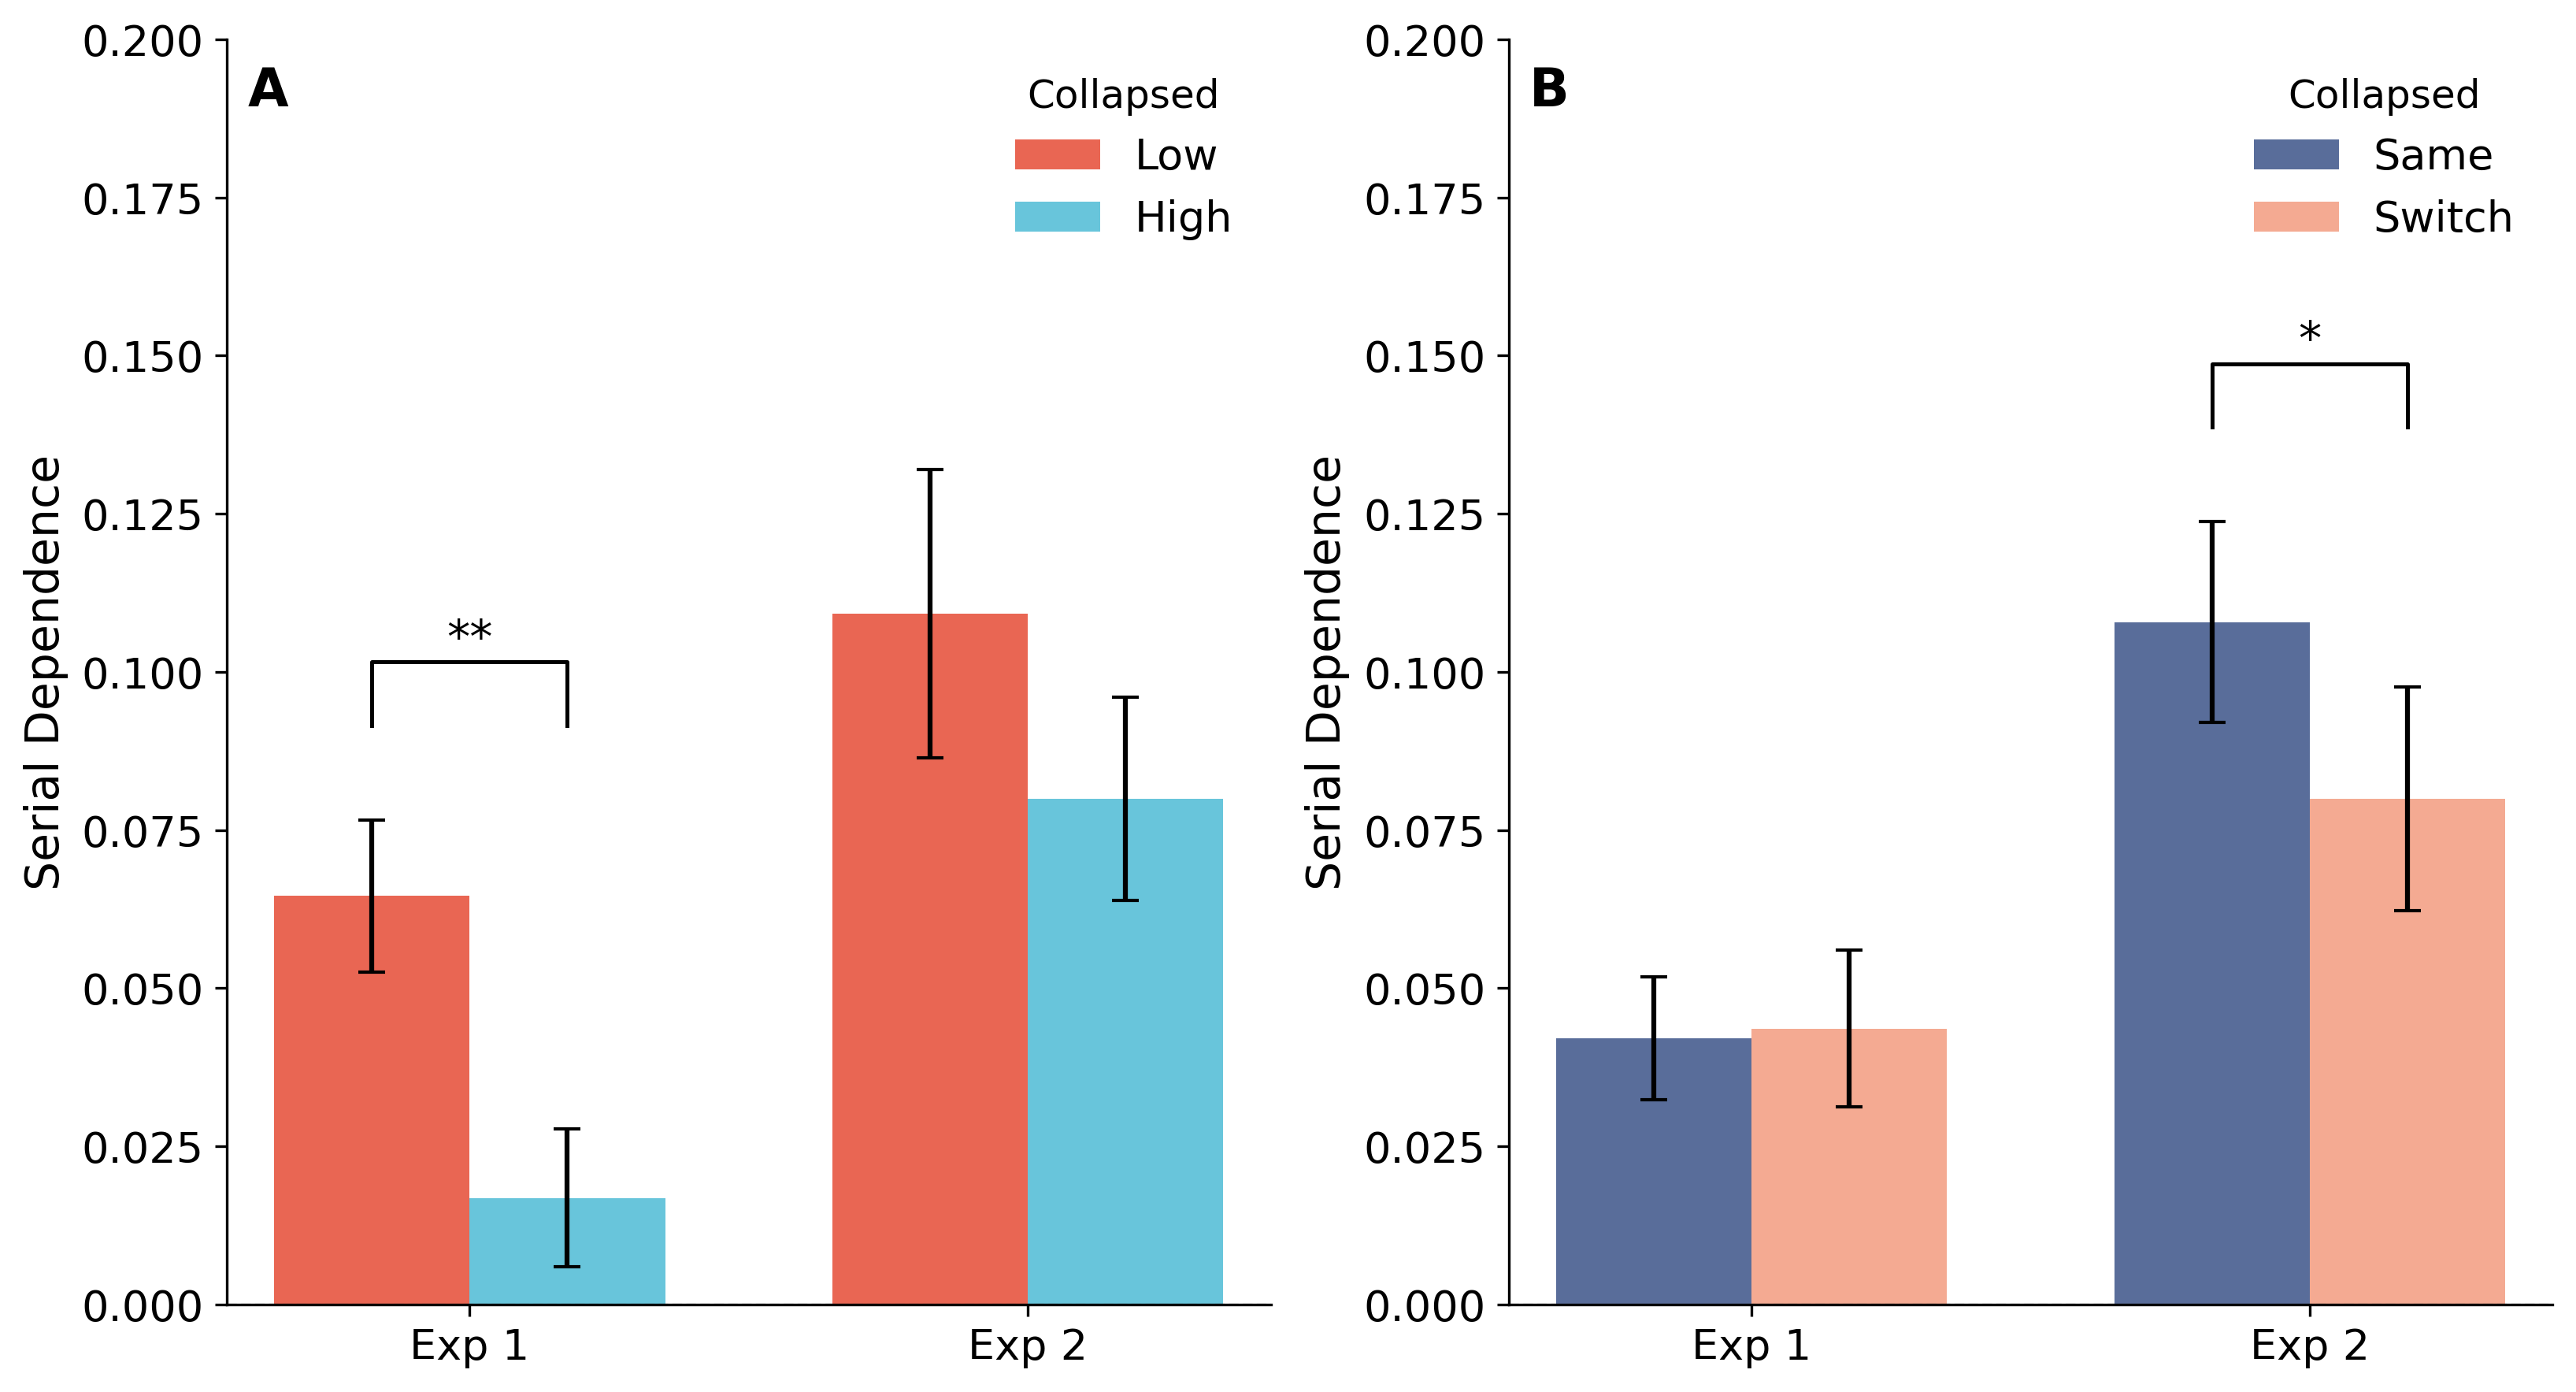 A
Collapsed
Low
High
**
Serial Dependence
0.200
0.175
0.150
0.125
0.100
0.075
0.050
0.025
0.000
Exp 1
Exp 2
B
Collapsed
Same
Switch
*
Serial Dependence
0.200
0.175
0.150
0.125
0.100
0.075
0.050
0.025
0.000
Exp 1
Exp 2